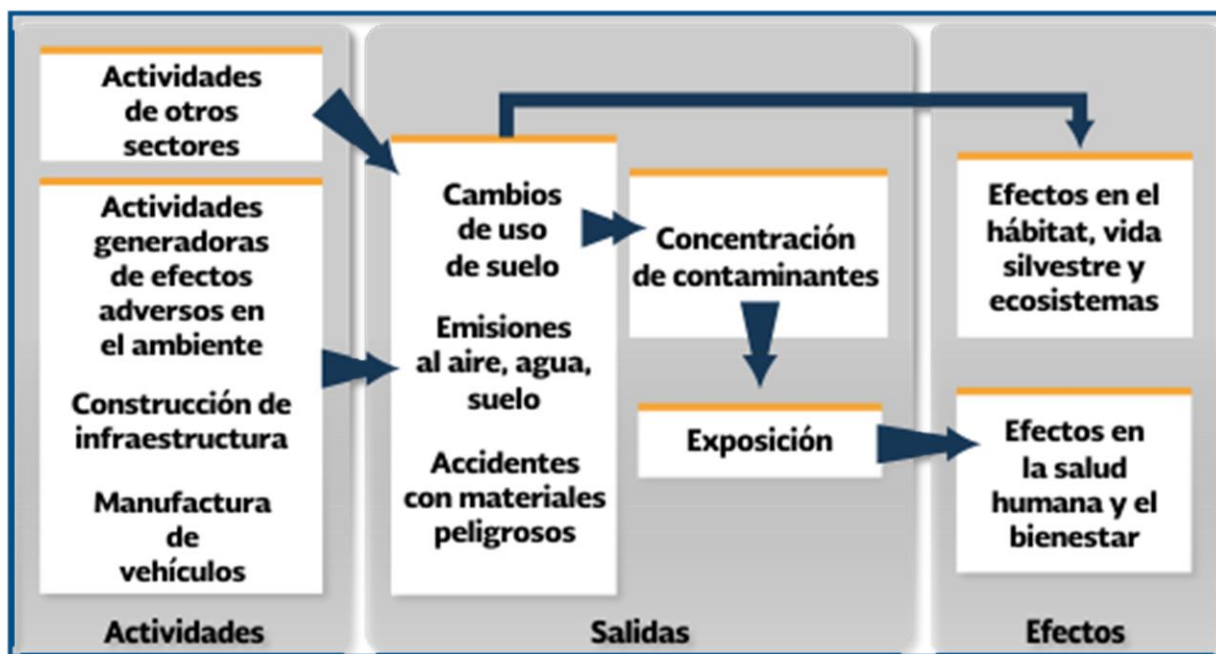 Actividades
de otros
sectores
Actividades
generadoras
de efectos
adversos en
el ambiente
Construcción de
infraestructura
Manufactura
de
vehículos
Actividades
Cambios
de uso
de suelo
Emisiones
al aire, agua,
suelo
Accidentes
con materiales
peligrosos
Concentración
de contaminantes
Exposición
Salidas
Efectos en el
hábitat, vida
silvestre y
ecosistemas
Efectos en
la salud
humana y el
bienestar
Efectos